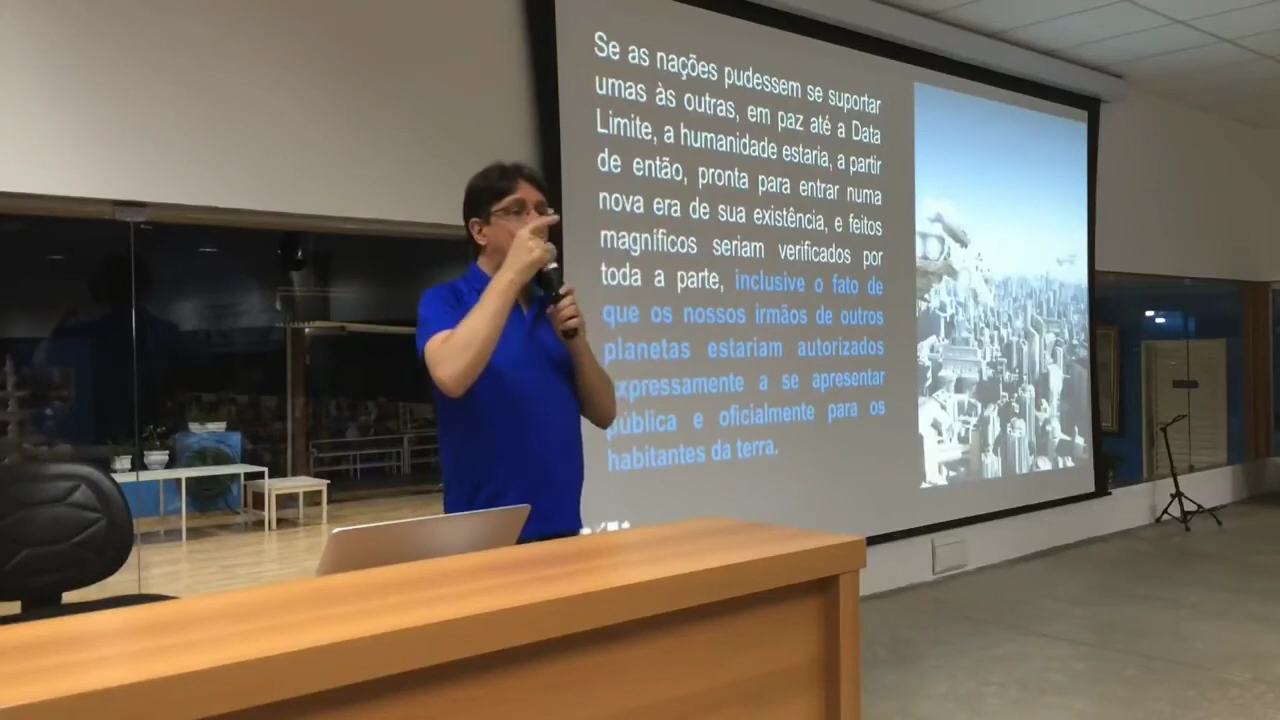 Se as nações pudessem se suportar
umas às outras, em paz até a Data
Limite, a humanidade estaria, a partir
de então, pronta para entrar numa
nova era de sua existência, e feitos
magníficos seriam verificados por
toda a parte, inclusive o fato de
que os nossos irmãos de outros
planetas estariam autorizados
expressamente a se apresentar
pública e oficialmente para os
habitantes da terra.